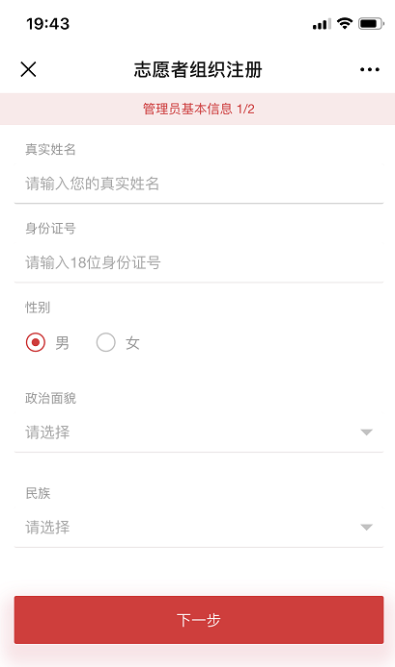 19:43
志愿者组织注册
管理员基本信息 1/2
真实姓名
请输入您的真实姓名
身份证号
请输入18位身份证号
性别
男 女
政治面貌
请选择
民族
请选择
下一步